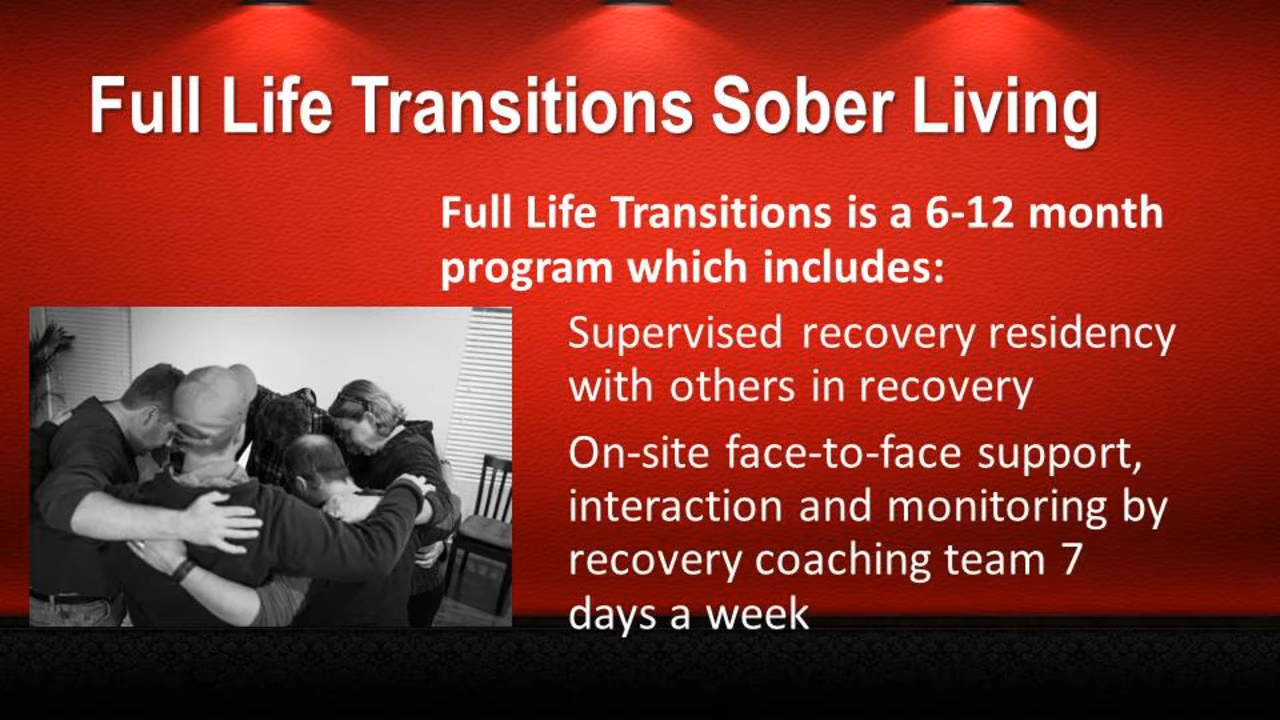 Full Life Transitions Sober Living
Full Life Transitions is a 6-12 month
program which includes:
Supervised recovery residency
with others in recovery
On-site face-to-face support,
interaction and monitoring by
recovery coaching team 7
days a week